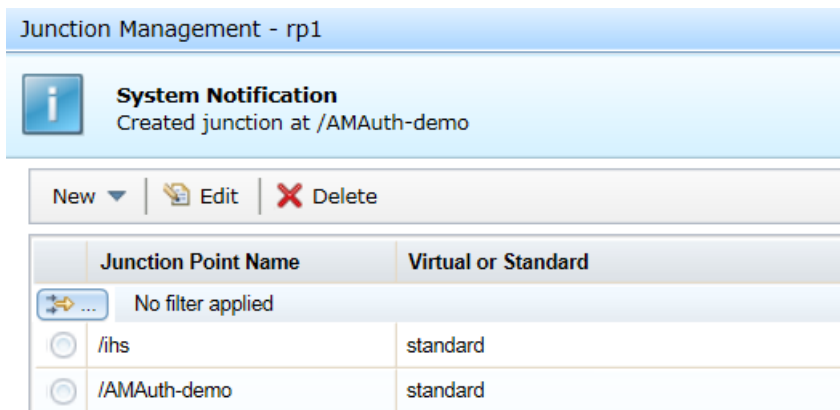 Junction Management - rp1
System Notification
Created junction at /AMAuth-demo
New Edit Delete
Junction Point Name Virtual or Standard
... No filter applied
/ihs standard
/AMAuth-demo standard